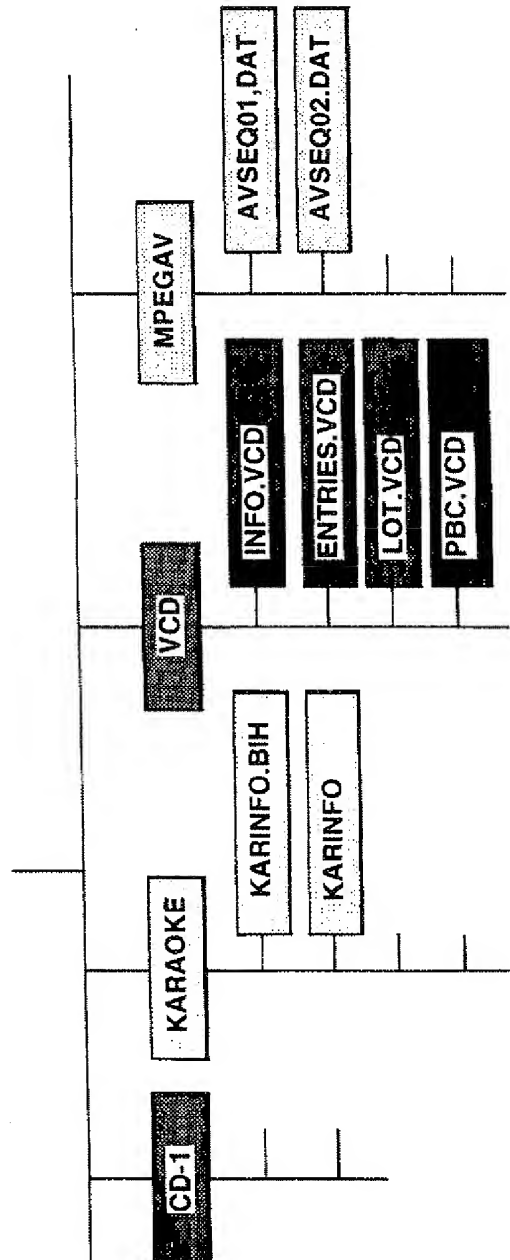 CD-1
KARAOKE
KARINFO.BIH
KARINFO
VCD
INFO.VCD
ENTRIES.VCD
LOT.VCD
PBC.VCD
MPEGAV
AVSEQ01,DAT
AVSEQ02.DAT